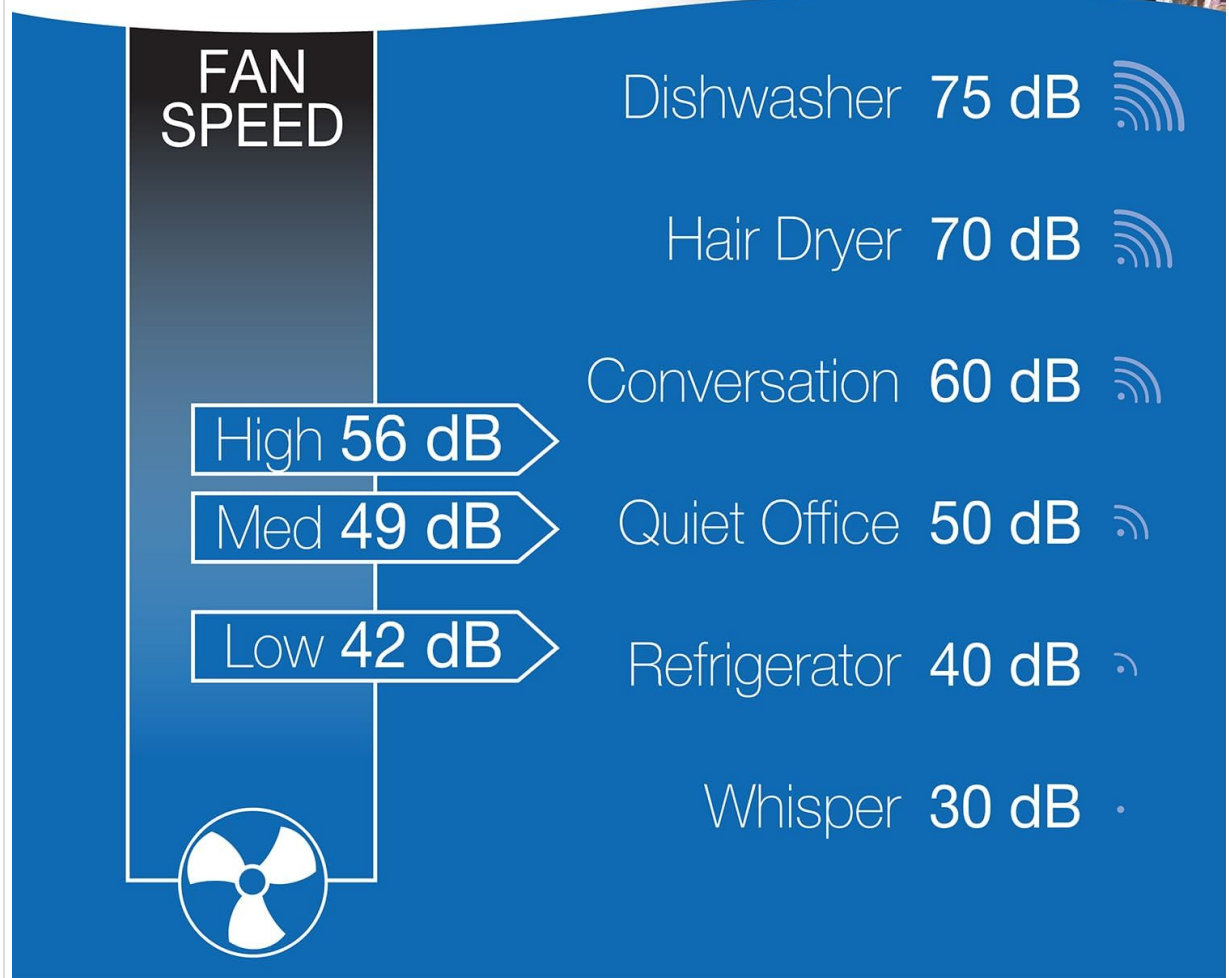 FAN
SPEED
High 56 dB
Med 49 dB
Low 42 dB
Dishwasher 75 dB
Hair Dryer 70 dB
Conversation 60 dB
Quiet Office 50 dB
Refrigerator 40 dB
Whisper 30 dB